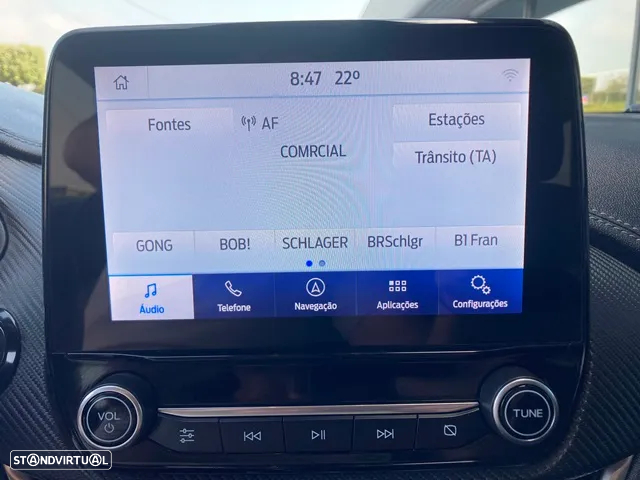 8:47 22º
Fontes
AF
Estações
COMRCIAL
Trânsito (TA)
GONG BOB! SCHLAGER BRSchlgr B1 Fran
Áudio Telefone Navegação Aplicações Configurações
VOL
TUNE
STANDVIRTUAL